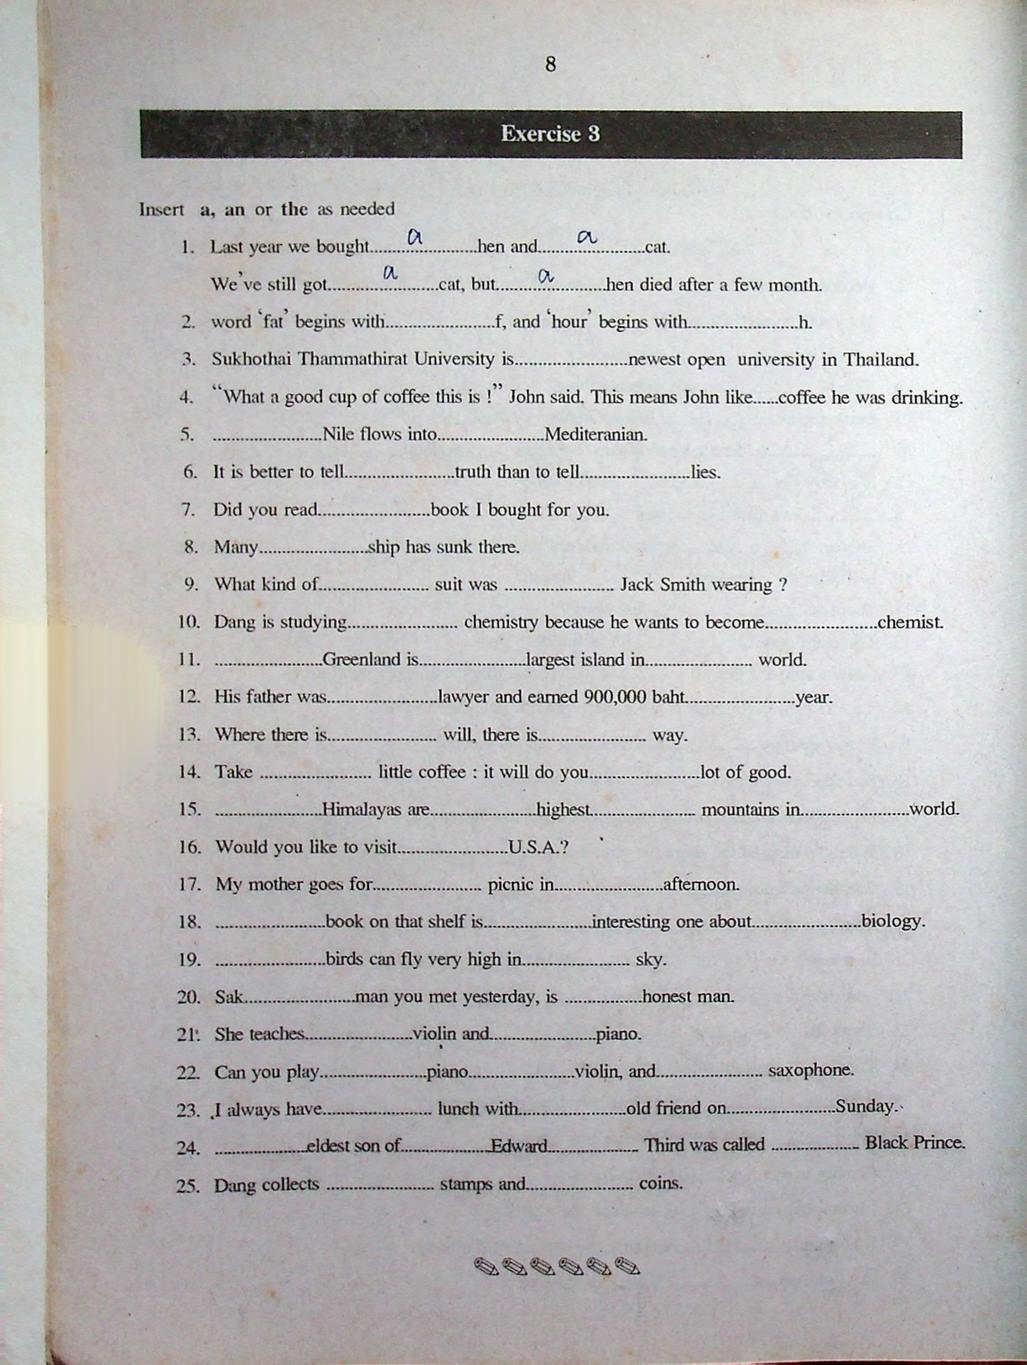 8
Exercise 3
Insert a, an or the as needed
1. Last year we bought.......a.......hen and.......a.......cat.
We've still got.......a.......cat, but.......a.......hen died after a few month.
2. word 'fat' begins with.......................f, and 'hour' begins with.......................h.
3. Sukhothai Thammathirat University is.......................newest open university in Thailand.
4. "What a good cup of coffee this is !" John said. This means John like......coffee he was drinking.
5. .......................Nile flows into.......................Mediteranian.
6. It is better to tell.......................truth than to tell.......................lies.
7. Did you read.......................book I bought for you.
8. Many.......................ship has sunk there.
9. What kind of....................... suit was ....................... Jack Smith wearing ?
10. Dang is studying....................... chemistry because he wants to become.......................chemist.
11. .......................Greenland is.......................largest island in....................... world.
12. His father was.......................lawyer and earned 900,000 baht.......................year.
13. Where there is....................... will, there is....................... way.
14. Take ....................... little coffee : it will do you.......................lot of good.
15. .......................Himalayas are.......................highest....................... mountains in.......................world.
16. Would you like to visit.......................U.S.A.?
17. My mother goes for....................... picnic in.......................afternoon.
18. .......................book on that shelf is.......................interesting one about.......................biology.
19. .......................birds can fly very high in....................... sky.
20. Sak.......................man you met yesterday, is ................honest man.
21. She teaches.......................violin and.......................piano.
22. Can you play.......................piano.......................violin, and....................... saxophone.
23. I always have....................... lunch with.......................old friend on.......................Sunday.
24. ...................eldest son of...................Edward................... Third was called ................... Black Prince.
25. Dang collects ....................... stamps and....................... coins.